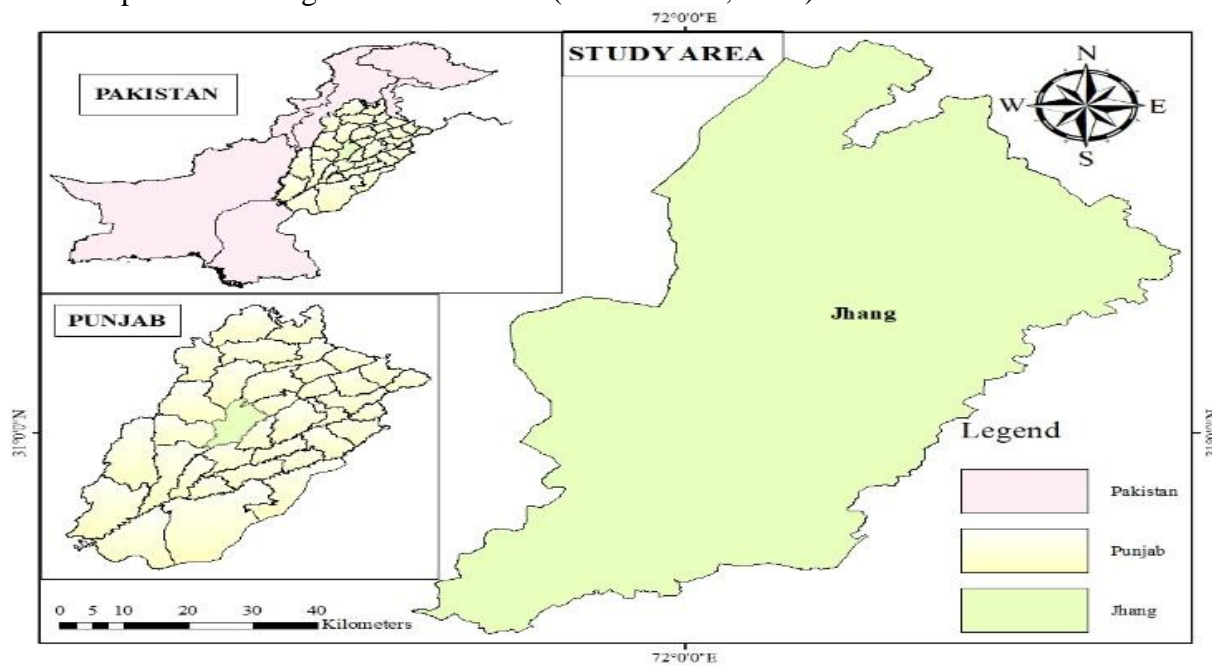 72°0'0"E
STUDY AREA
PAKISTAN
N
W E
S
PUNJAB
Jhang
31°0'0"N
31°0'0"N
Legend
Pakistan
Punjab
Jhang
0 5 10 20 30 40
Kilometers
72°0'0"E